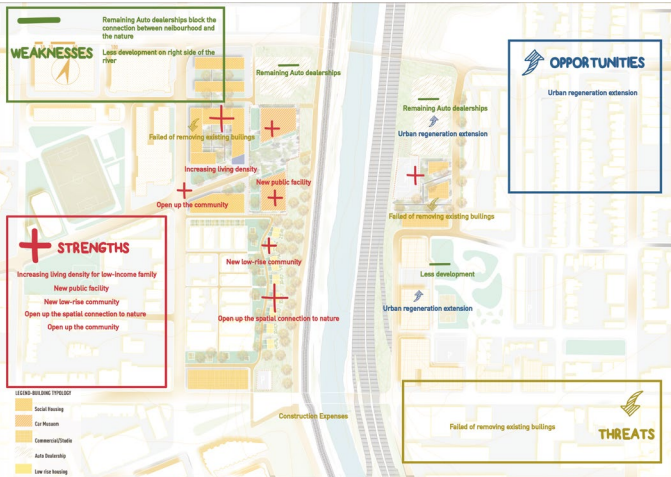 Remaining Auto dealerships block the
connection between neibourhood and
the nature
WEAKNESSES
Less development on right side of the
river
Remaining Auto dealerships
Failed of removing existing builings
Increasing living density
New public facility
Open up the community
New low-rise community
Open up the spatial connection to nature
Construction Expenses
Remaining Auto dealerships
Urban regeneration extension
Failed of removing existing builings
Less development
Urban regeneration extension
OPPORTUNITIES
Urban regeneration extension
STRENGTHS
Increasing living density for low-income family
New public facility
New low-rise community
Open up the spatial connection to nature
Open up the community
LEGEND-BUILDING TYPOLOGY
Social Housing
Car Museum
Commercial/Studio
Auto Dealership
Low rise housing
Failed of removing existing builings
THREATS